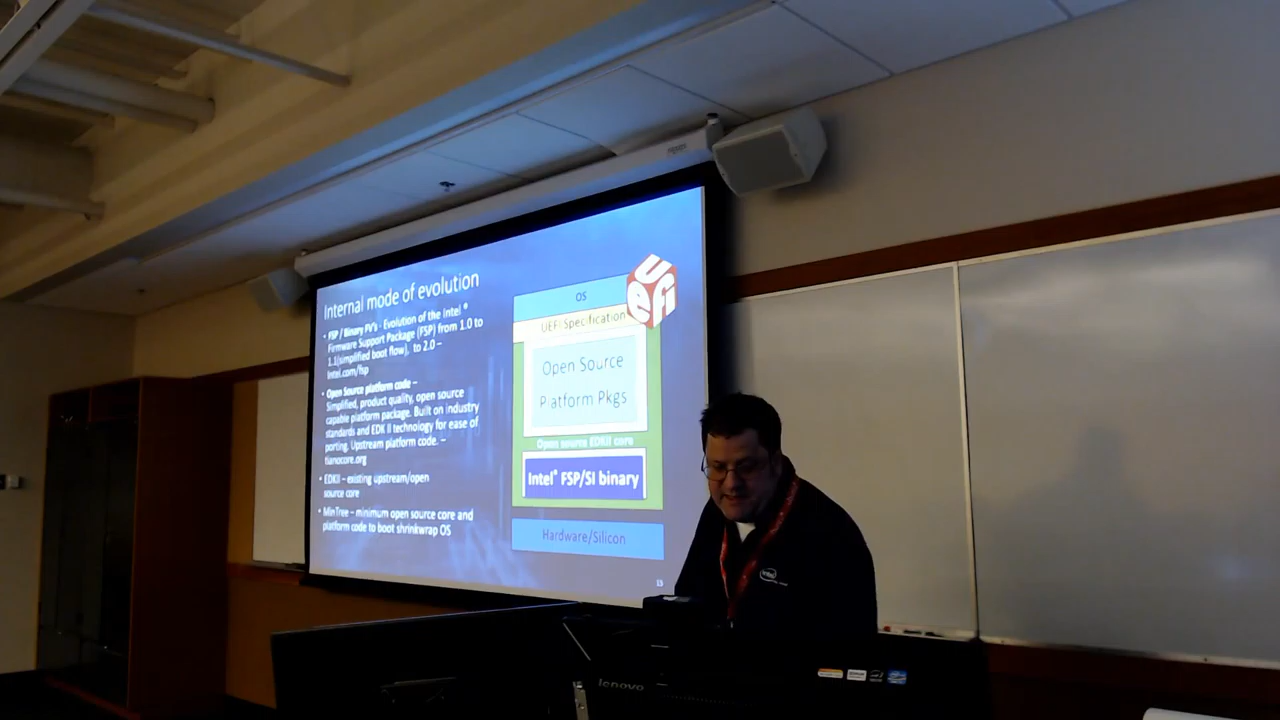 Internal mode of evolution
• FSP / Binary FV's - Evolution of the Intel ®
Firmware Support Package (FSP) from 1.0 to
1.1(simplified boot flow), to 2.0 –
Intel.com/fsp
• Open Source platform code –
Simplified, product quality, open source
capable platform package. Built on industry
standards and EDK II technology for ease of
porting. Upstream platform code. –
tianocore.org
• EDKII – existing upstream/open
source core
• MinTree – minimum open source core and
platform code to boot shrinkwrap OS
OS
UEFI
UEFI Specification
Open Source
Platform Pkgs
Open source EDKII core
Intel® FSP/SI binary
Hardware/Silicon
13
intel
lenovo